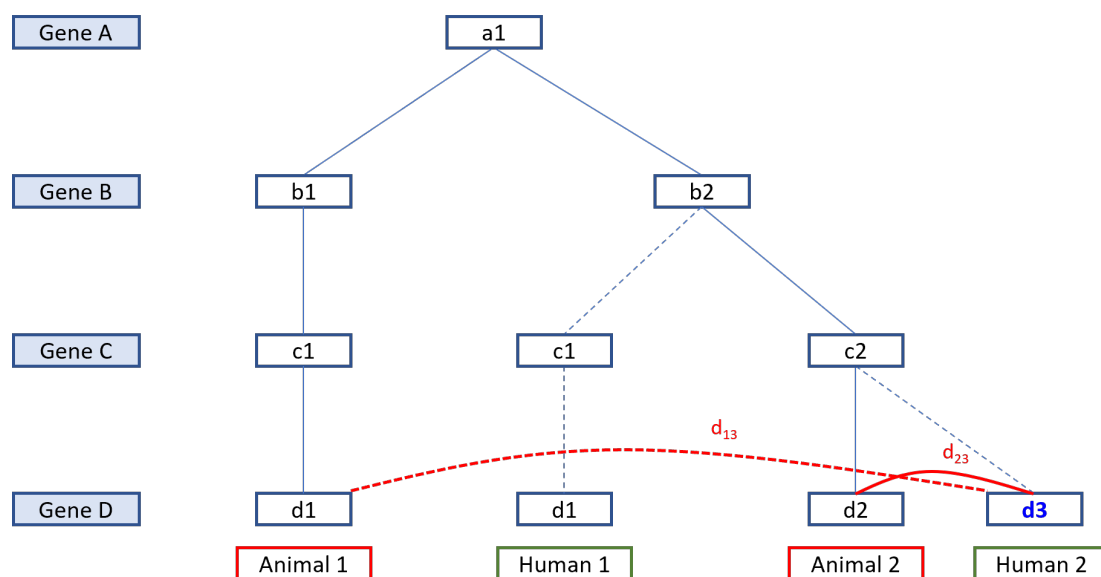 Gene A
a1
Gene B
b1
b2
Gene C
c1
c1
c2
d13
d23
Gene D
d1
d1
d2
d3
Animal 1
Human 1
Animal 2
Human 2